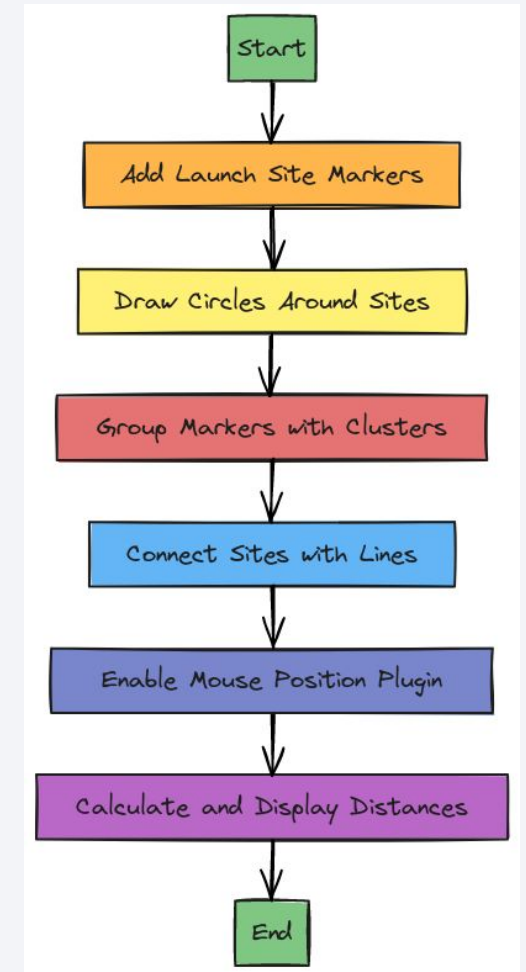 Start
Add Launch Site Markers
Draw Circles Around Sites
Group Markers with Clusters
Connect Sites with Lines
Enable Mouse Position Plugin
Calculate and Display Distances
End